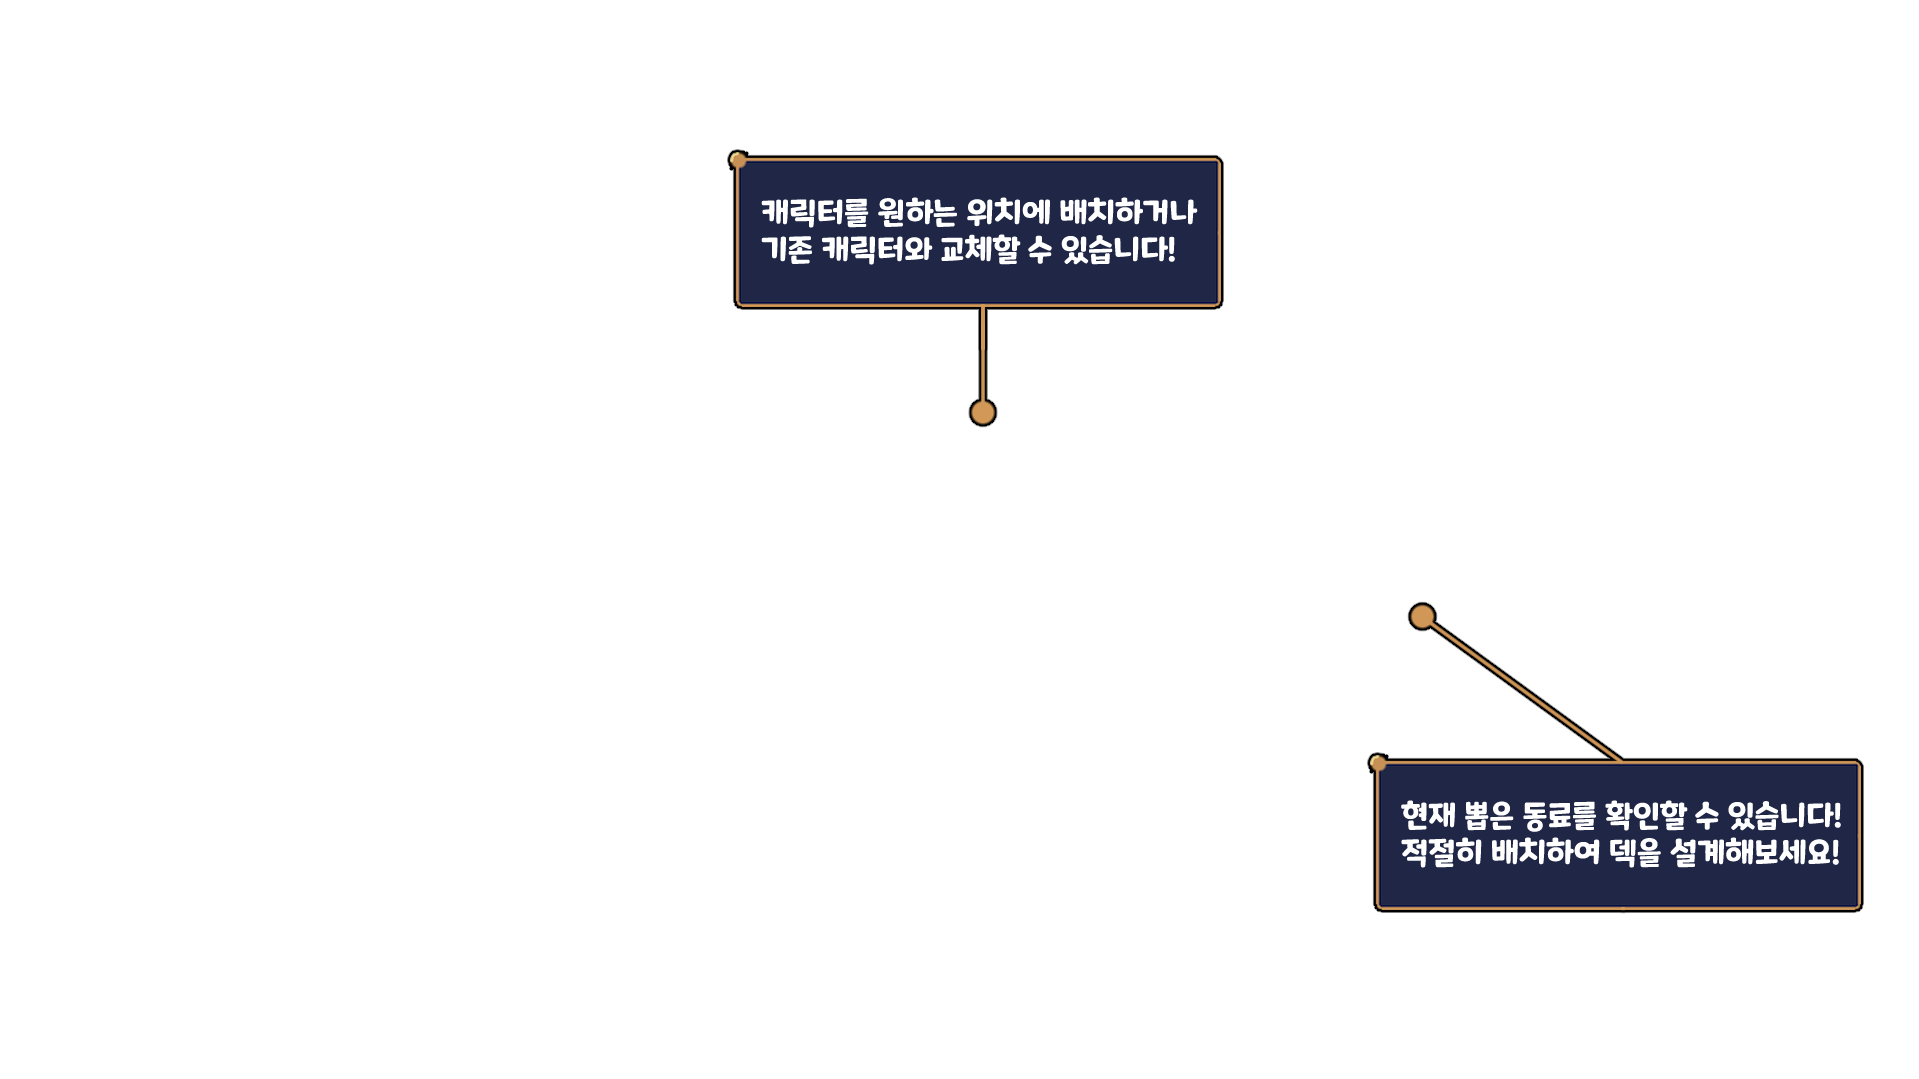 캐릭터를 원하는 위치에 배치하거나
기존 캐릭터와 교체할 수 있습니다!
현재 뽑은 동료를 확인할 수 있습니다!
적절히 배치하여 덱을 설계해보세요!